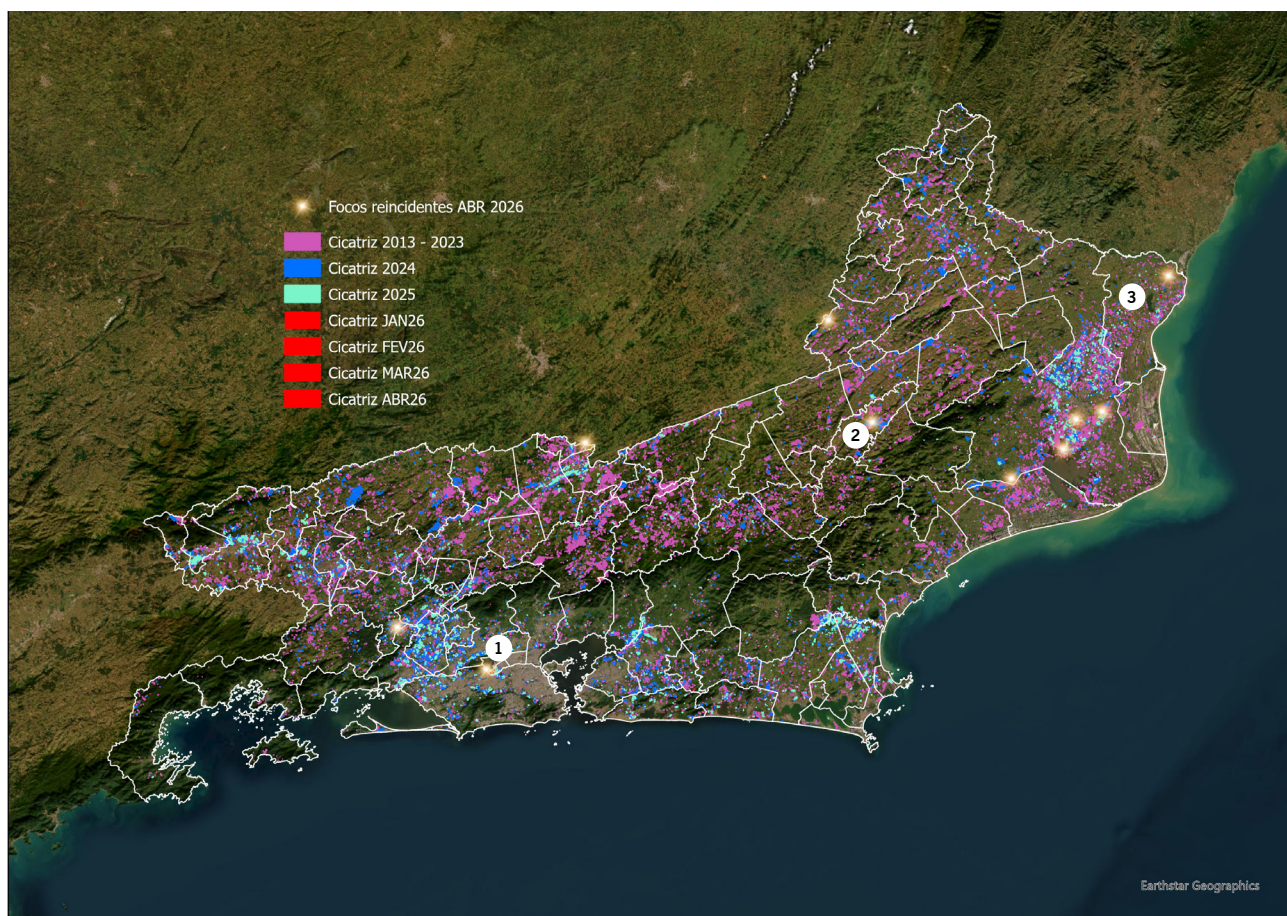 Focos reincidentes ABR 2026
Cicatriz 2013 - 2023
Cicatriz 2024
Cicatriz 2025
Cicatriz JAN26
Cicatriz FEV26
Cicatriz MAR26
Cicatriz ABR26
3
2
1
Earthstar Geographics